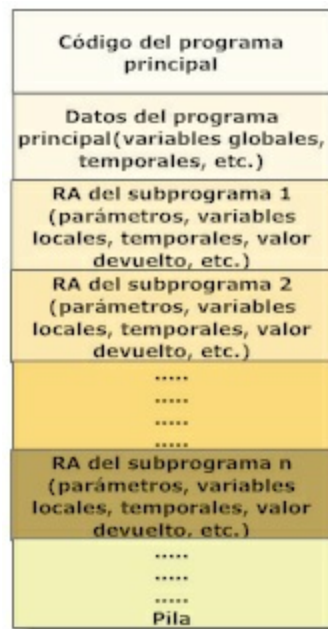 Código del programa
principal
Datos del programa
principal(variables globales,
temporales, etc.)
RA del subprograma 1
(parámetros, variables
locales, temporales, valor
devuelto, etc.)
RA del subprograma 2
(parámetros, variables
locales, temporales, valor
devuelto, etc.)
.....
.....
.....
RA del subprograma n
(parámetros, variables
locales, temporales, valor
devuelto, etc.)
.....
.....
.....
Pila